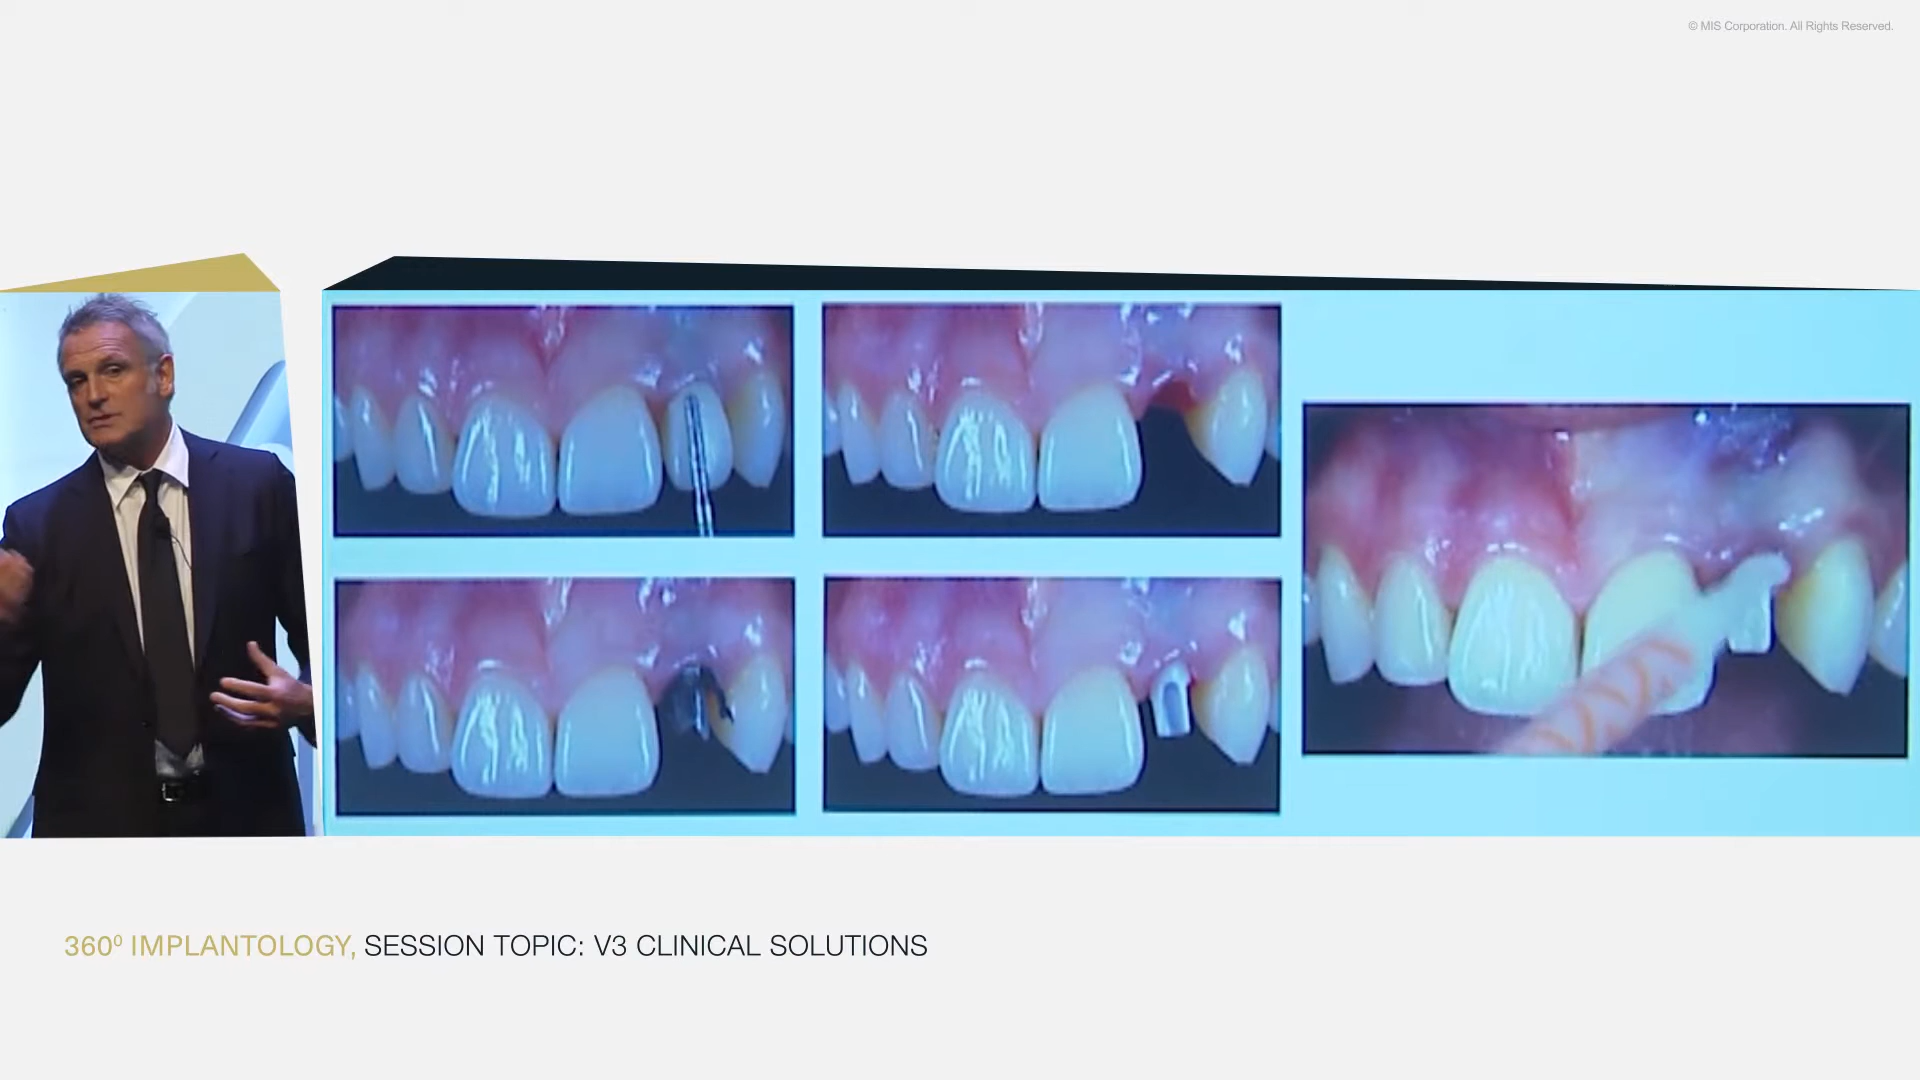 © MIS Corporation. All Rights Reserved.
360⁰ IMPLANTOLOGY, SESSION TOPIC: V3 CLINICAL SOLUTIONS